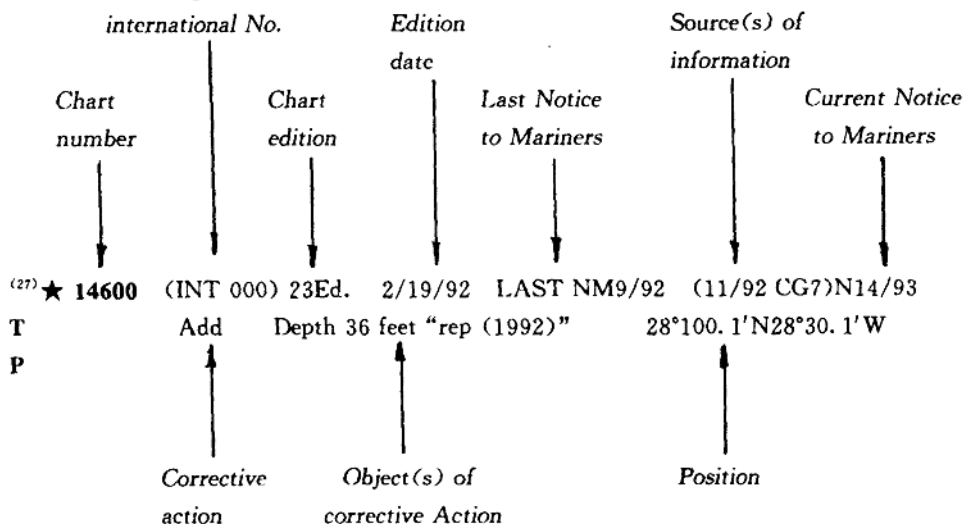 international No.
Edition
date
Source(s) of
information
Chart
number
Chart
edition
Last Notice
to Mariners
Current Notice
to Mariners
(27) ★ 14600 (INT 000) 23Ed. 2/19/92 LAST NM9/92 (11/92 CG7)N14/93
T Add Depth 36 feet “rep (1992)” 28°100.1'N28°30.1'W
P
Corrective
action
Object(s) of
corrective Action
Position